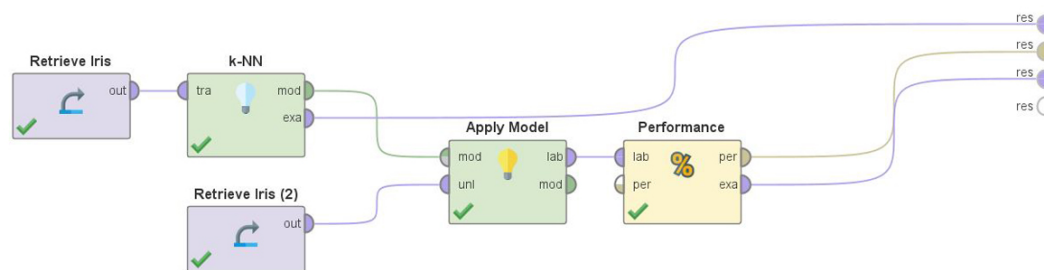 res
res
Retrieve Iris
k-NN
res
out
tra
mod
res
exa
Apply Model
Performance
mod
lab
lab
per
unl
mod
per
exa
Retrieve Iris (2)
out
%